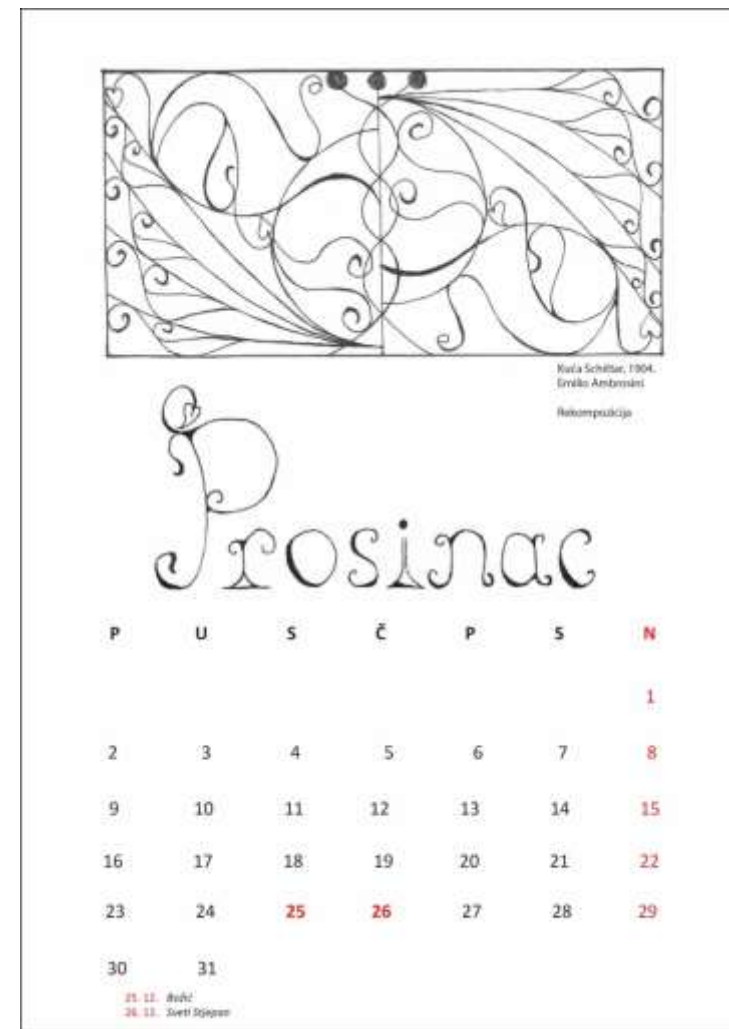 Kuća Schittar, 1904.
Emilio Ambrosini
Rekompozicija
Prosinac
P U S Č P S N
1
2 3 4 5 6 7 8
9 10 11 12 13 14 15
16 17 18 19 20 21 22
23 24 25 26 27 28 29
30 31
25. 12. Božić
26. 12. Sveti Stjepan